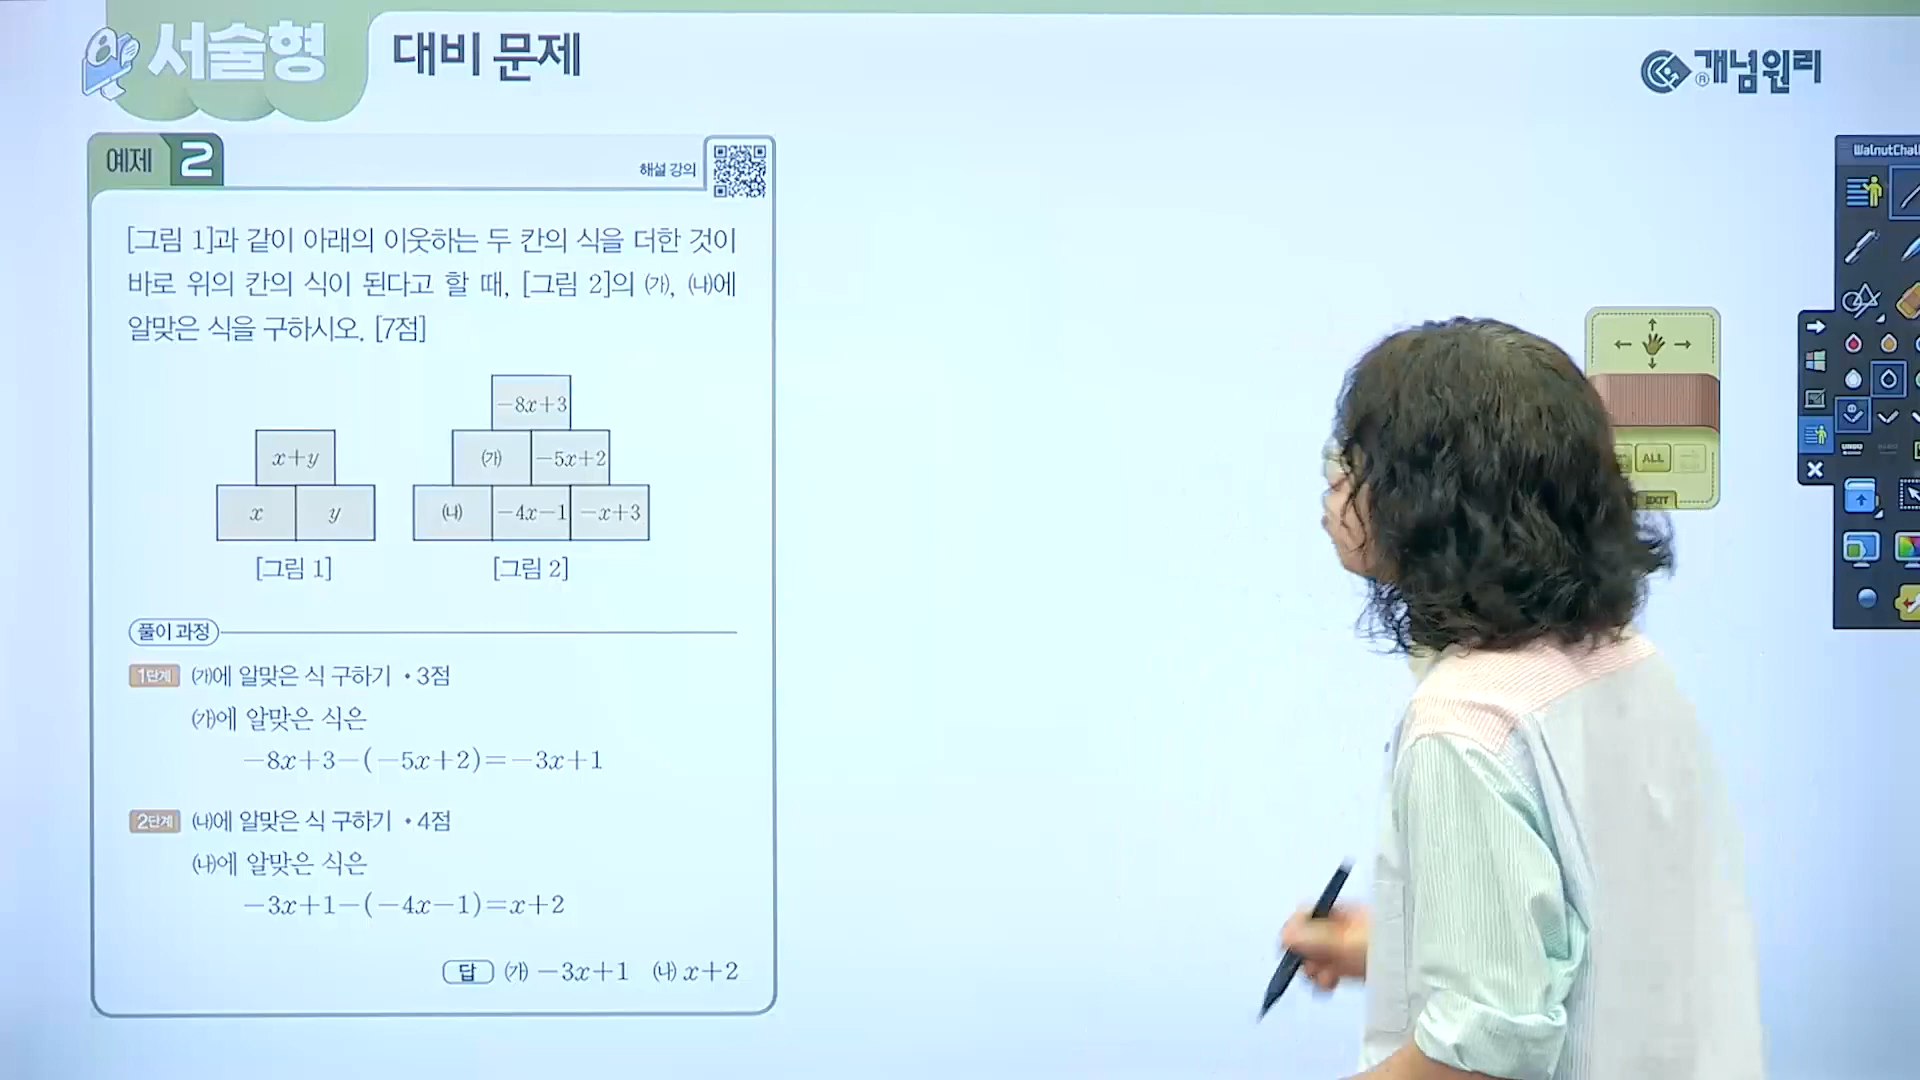 서술형 대비 문제
개념원리
예제 2
해설 강의
[그림 1]과 같이 아래의 이웃하는 두 칸의 식을 더한 것이
바로 위의 칸의 식이 된다고 할 때, [그림 2]의 ㈎, ㈏에
알맞은 식을 구하시오. [7점]
x+y
x y
[그림 1]
-8x+3
㈎ -5x+2
㈏ -4x-1 -x+3
[그림 2]
풀이 과정
1단계 ㈎에 알맞은 식 구하기 • 3점
㈎에 알맞은 식은
-8x+3-(-5x+2)=-3x+1
2단계 ㈏에 알맞은 식 구하기 • 4점
㈏에 알맞은 식은
-3x+1-(-4x-1)=x+2
답 ㈎ -3x+1 ㈏ x+2
ALL
EXIT